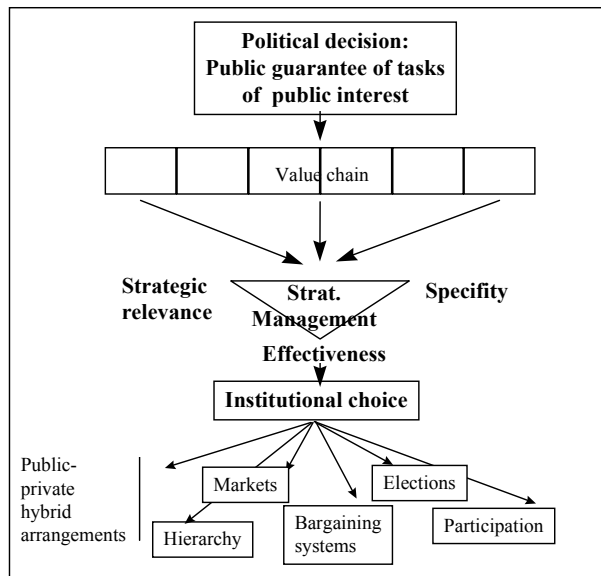 Political decision:
Public guarantee of tasks
of public interest
Value chain
Strategic
relevance
Strat.
Management
Specifity
Effectiveness
Institutional choice
Public-
private
hybrid
arrangements
Markets
Elections
Hierarchy
Bargaining
systems
Participation